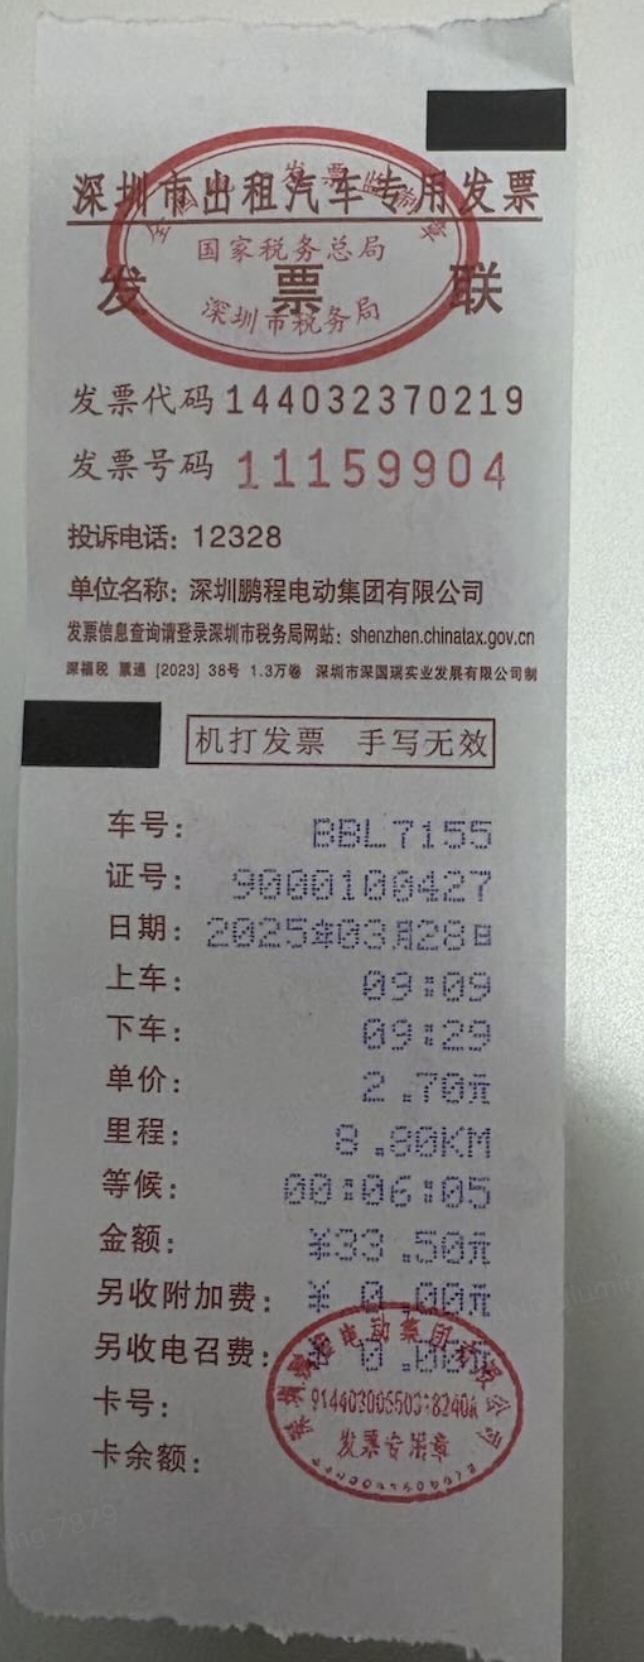 深圳市出租汽车专用发票
全国统一发票监制章
国家税务总局
发票联
深圳市税务局
发票代码 144032370219
发票号码 11159904
投诉电话: 12328
单位名称: 深圳鹏程电动集团有限公司
发票信息查询请登录深圳市税务局网站: shenzhen.chinatax.gov.cn
深福税 票通 [2023] 38号 1.3万卷 深圳市深国瑞实业发展有限公司制
机打发票 手写无效
车号: BBL7155
证号: 9000100427
日期: 2025年03月28日
上车: 09:09
下车: 09:29
单价: 2.70元
里程: 8.80KM
等候: 00:06:05
金额: ¥33.50元
另收附加费: ¥ 0.00元
另收电召费: ¥ 0.00元
卡号:
卡余额:
深圳鹏程电动集团有限公司
发票专用章